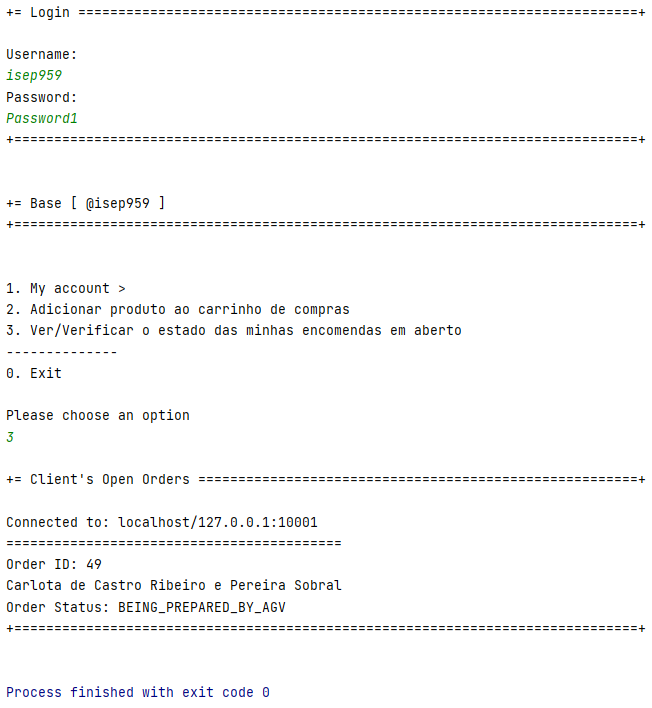 += Login ======================================================================+
Username:
isep959
Password:
Password1
+==============================================================================+
+= Base [ @isep959 ]
+==============================================================================+
1. My account >
2. Adicionar produto ao carrinho de compras
3. Ver/Verificar o estado das minhas encomendas em aberto
--------------
0. Exit
Please choose an option
3
+= Client's Open Orders =======================================================+
Connected to: localhost/127.0.0.1:10001
==========================================
Order ID: 49
Carlota de Castro Ribeiro e Pereira Sobral
Order Status: BEING_PREPARED_BY_AGV
+==============================================================================+
Process finished with exit code 0